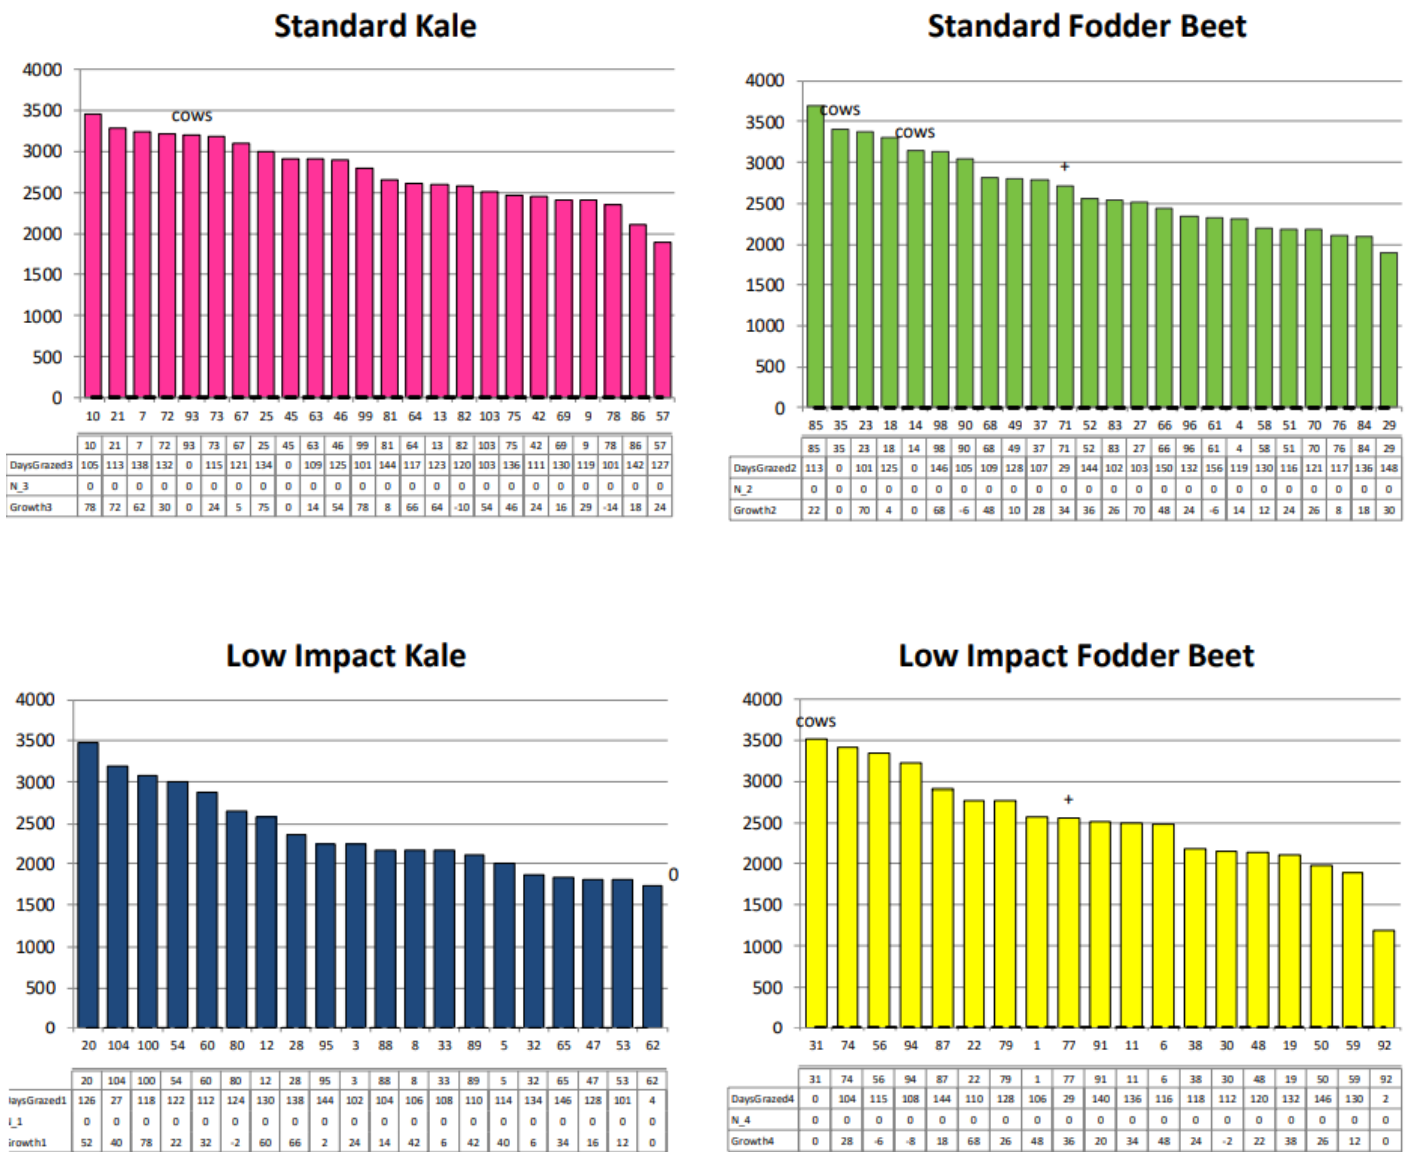 Standard Kale
4000
3500
3000
2500
2000
1500
1000
500
0
cows
10 21 7 72 93 73 67 25 45 63 46 99 81 64 13 82 103 75 42 69 9 78 86 57
10 21 7 72 93 73 67 25 45 63 46 99 81 64 13 82 103 75 42 69 9 78 86 57
DaysGrazed3 105 113 138 132 0 115 121 134 0 109 125 101 144 117 123 120 103 136 111 130 119 101 142 127
N_3 0 0 0 0 0 0 0 0 0 0 0 0 0 0 0 0 0 0 0 0 0 0 0 0
Growth3 78 72 62 30 0 24 5 75 0 14 54 78 8 66 64 -10 54 46 24 16 29 -14 18 24
Standard Fodder Beet
4000
3500
3000
2500
2000
1500
1000
500
0
cows
cows
+
85 35 23 18 14 98 90 68 49 37 71 52 83 27 66 96 61 4 58 51 70 76 84 29
85 35 23 18 14 98 90 68 49 37 71 52 83 27 66 96 61 4 58 51 70 76 84 29
DaysGrazed2 113 0 101 125 0 146 105 109 128 107 29 144 102 103 150 132 156 119 130 116 121 117 136 148
N_2 0 0 0 0 0 0 0 0 0 0 0 0 0 0 0 0 0 0 0 0 0 0 0 0
Growth2 22 0 70 4 0 68 -6 48 10 28 34 36 26 70 48 24 -6 14 12 24 26 8 18 30
Low Impact Kale
4000
3500
3000
2500
2000
1500
1000
500
0
0
20 104 100 54 60 80 12 28 95 3 88 8 33 89 5 32 65 47 53 62
20 104 100 54 60 80 12 28 95 3 88 8 33 89 5 32 65 47 53 62
DaysGrazed1 126 27 118 122 112 124 130 138 144 102 104 106 108 110 114 134 146 128 101 4
N_1 0 0 0 0 0 0 0 0 0 0 0 0 0 0 0 0 0 0 0 0
Growth1 52 40 78 22 32 -2 60 66 2 24 14 42 6 42 40 6 34 16 12 0
Low Impact Fodder Beet
4000
3500
3000
2500
2000
1500
1000
500
0
cows
+
31 74 56 94 87 22 79 1 77 91 11 6 38 30 48 19 50 59 92
31 74 56 94 87 22 79 1 77 91 11 6 38 30 48 19 50 59 92
DaysGrazed4 0 104 115 108 144 110 128 106 29 140 136 116 118 112 120 132 146 130 2
N_4 0 0 0 0 0 0 0 0 0 0 0 0 0 0 0 0 0 0 0
Growth4 0 28 -6 -8 18 68 26 48 36 20 34 48 24 -2 22 38 26 12 0